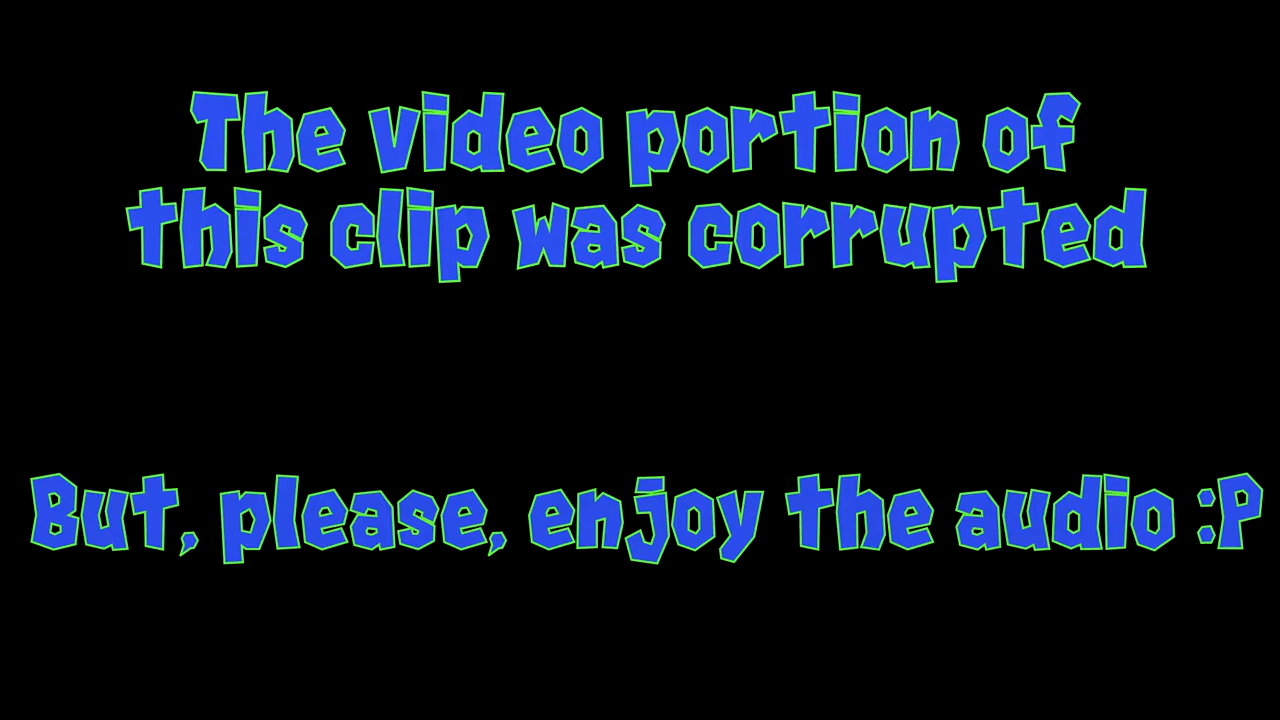 The video portion of
this clip was corrupted
But, please, enjoy the audio :P